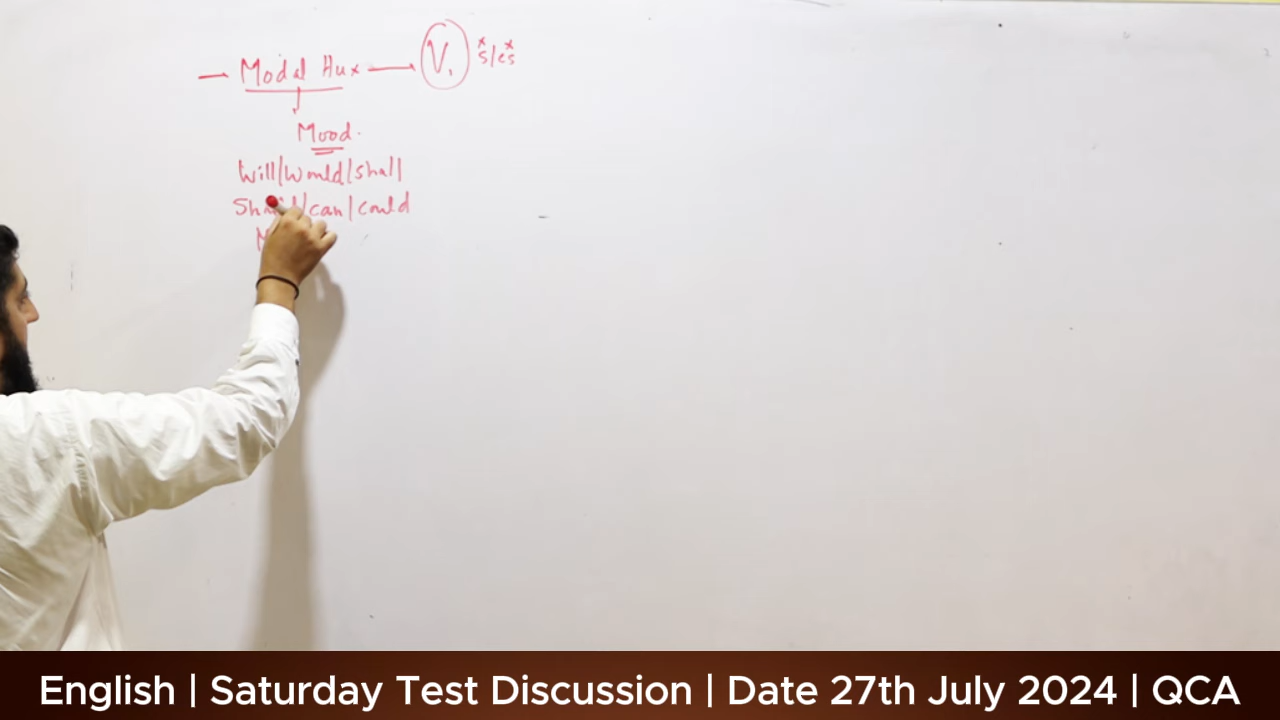 — Modal Aux → V₁ s/es
Mood.
Will/Would/shall
/can/could
English | Saturday Test Discussion | Date 27th July 2024 | QCA